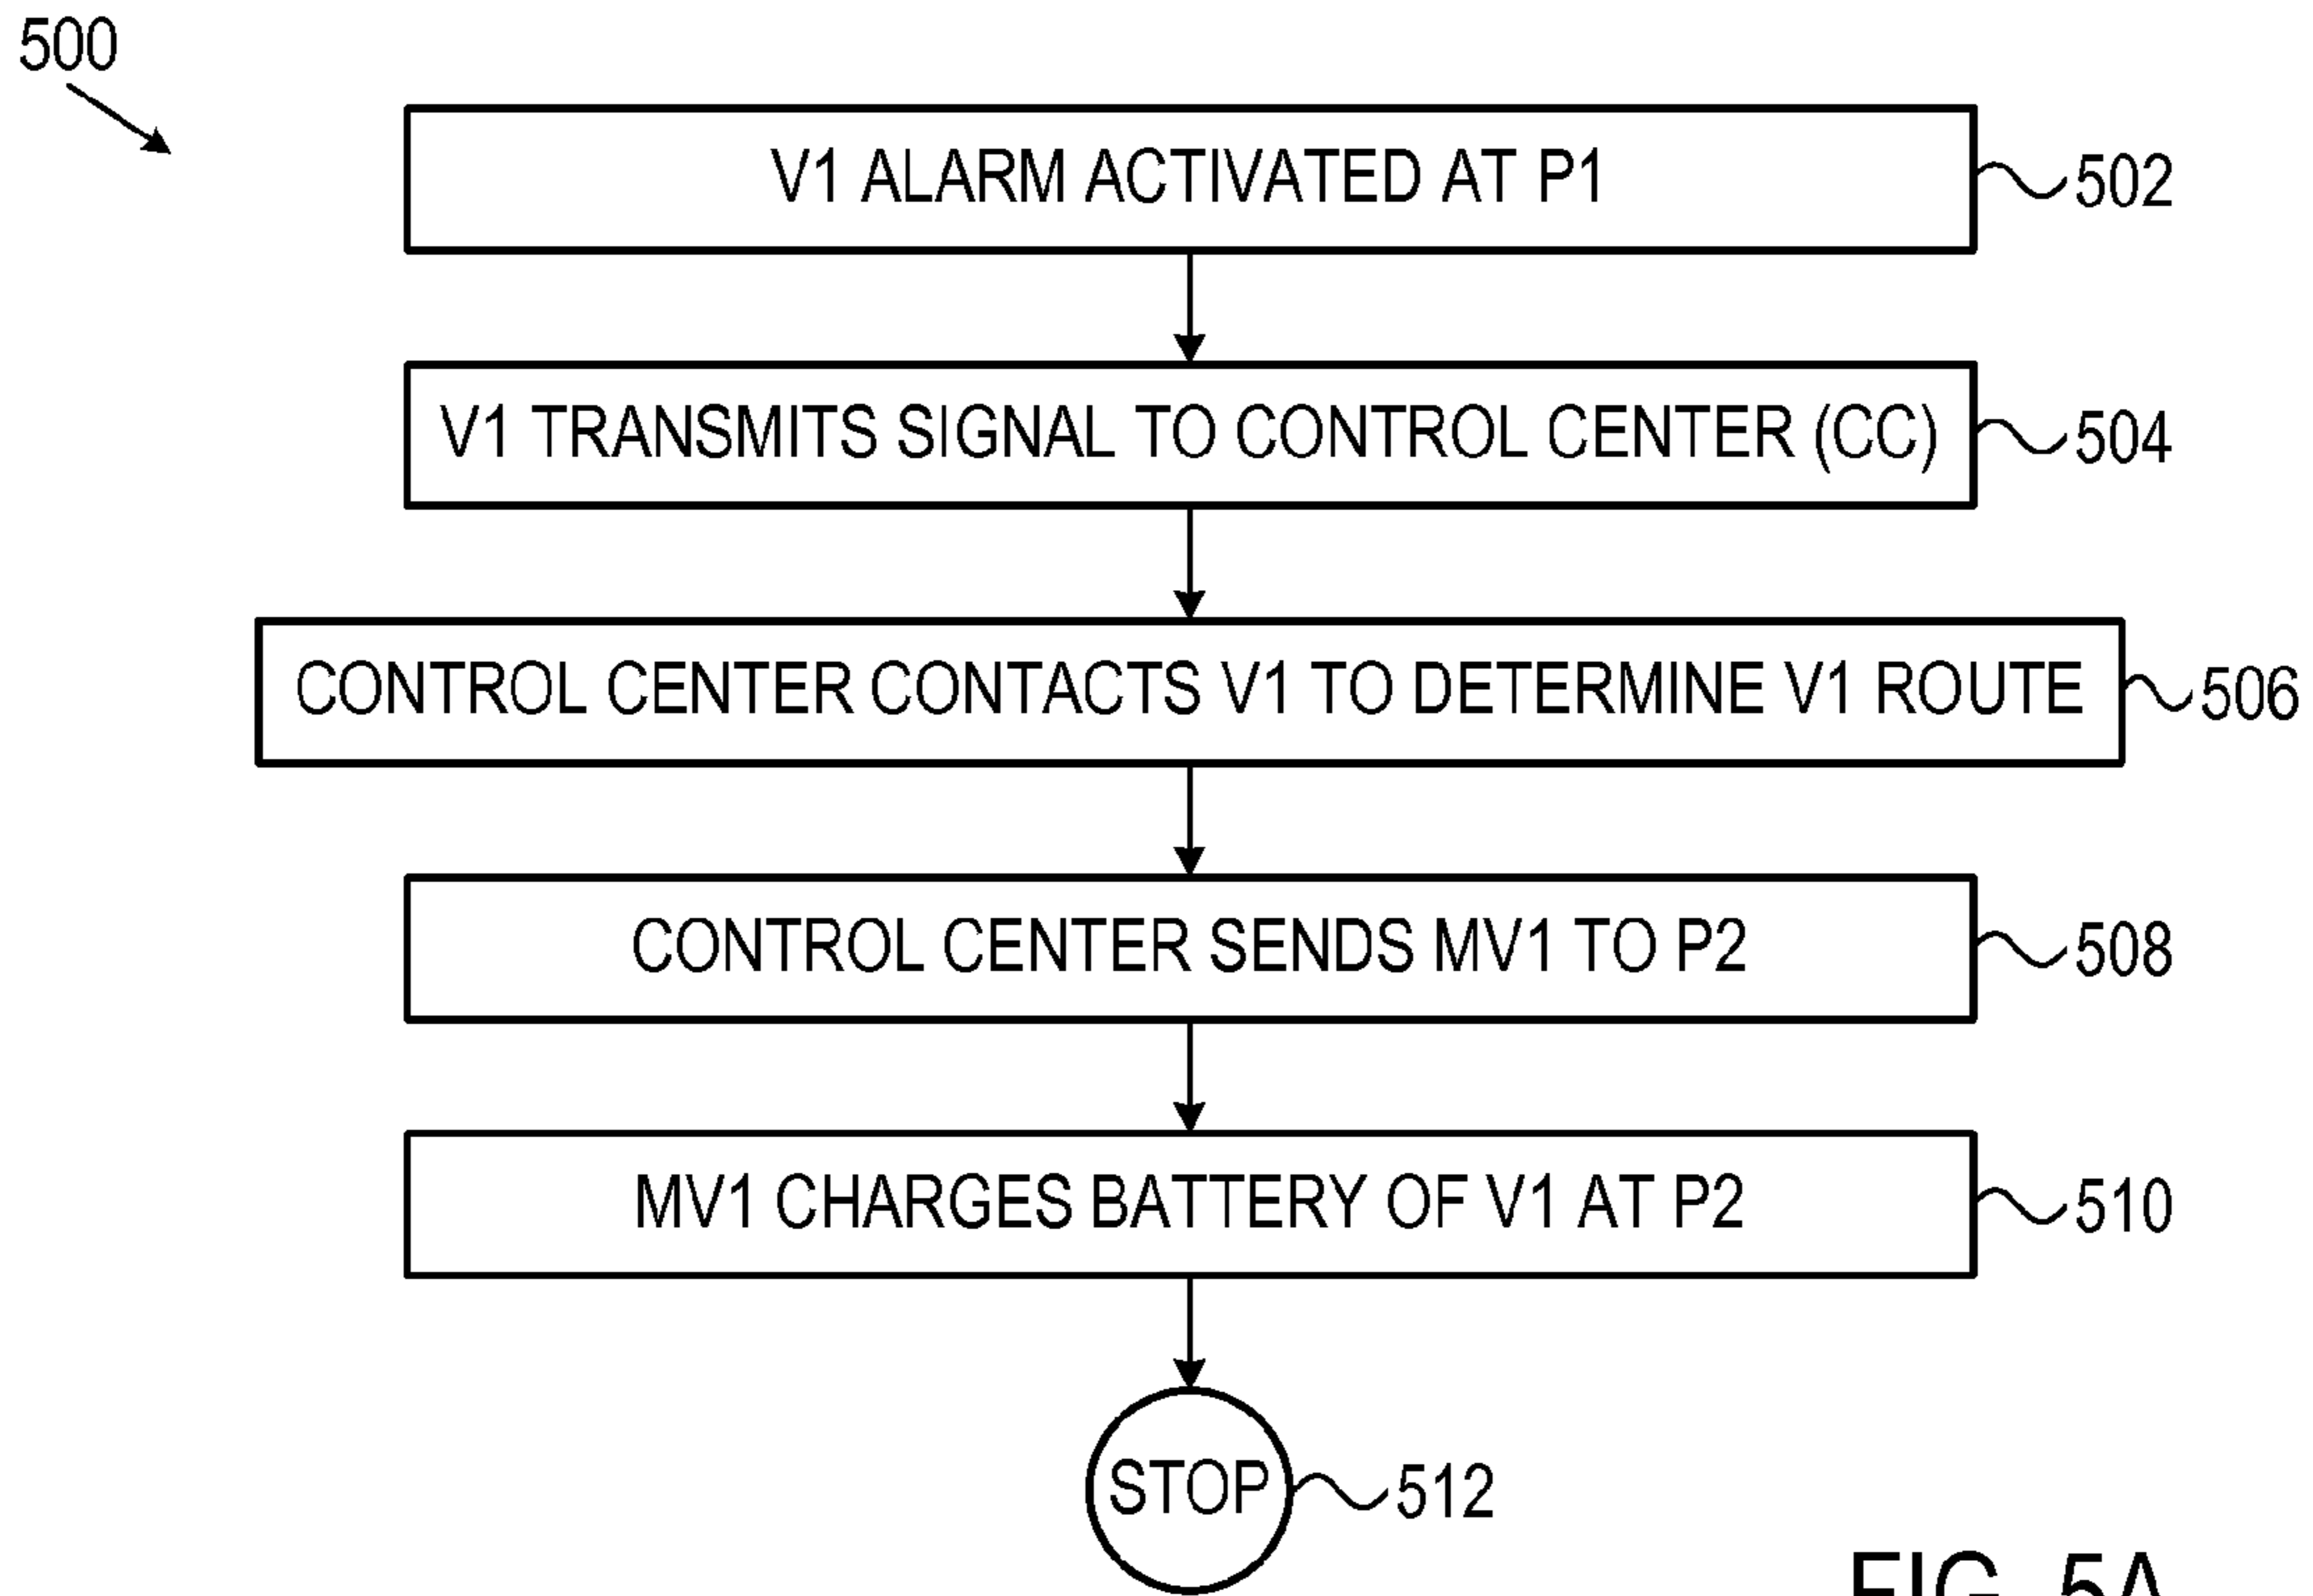 500
V1 ALARM ACTIVATED AT P1
502
V1 TRANSMITS SIGNAL TO CONTROL CENTER (CC)
504
CONTROL CENTER CONTACTS V1 TO DETERMINE V1 ROUTE
506
CONTROL CENTER SENDS MV1 TO P2
508
MV1 CHARGES BATTERY OF V1 AT P2
510
STOP
512
FIG. 5A